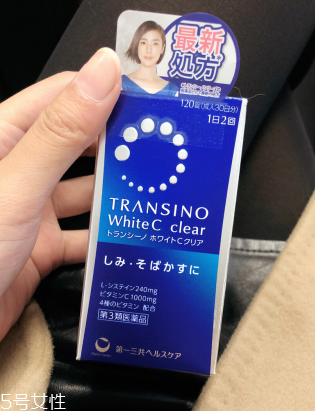 最新
処方
120錠(成人30日分)
1日2回
TRANSINO
White C clear
トランシーノ ホワイトCクリア
しみ・そばかすに
L-システイン240mg
ビタミンC1000mg
4種のビタミン 配合
第3類医薬品
第一三共ヘルスケア
5号女性